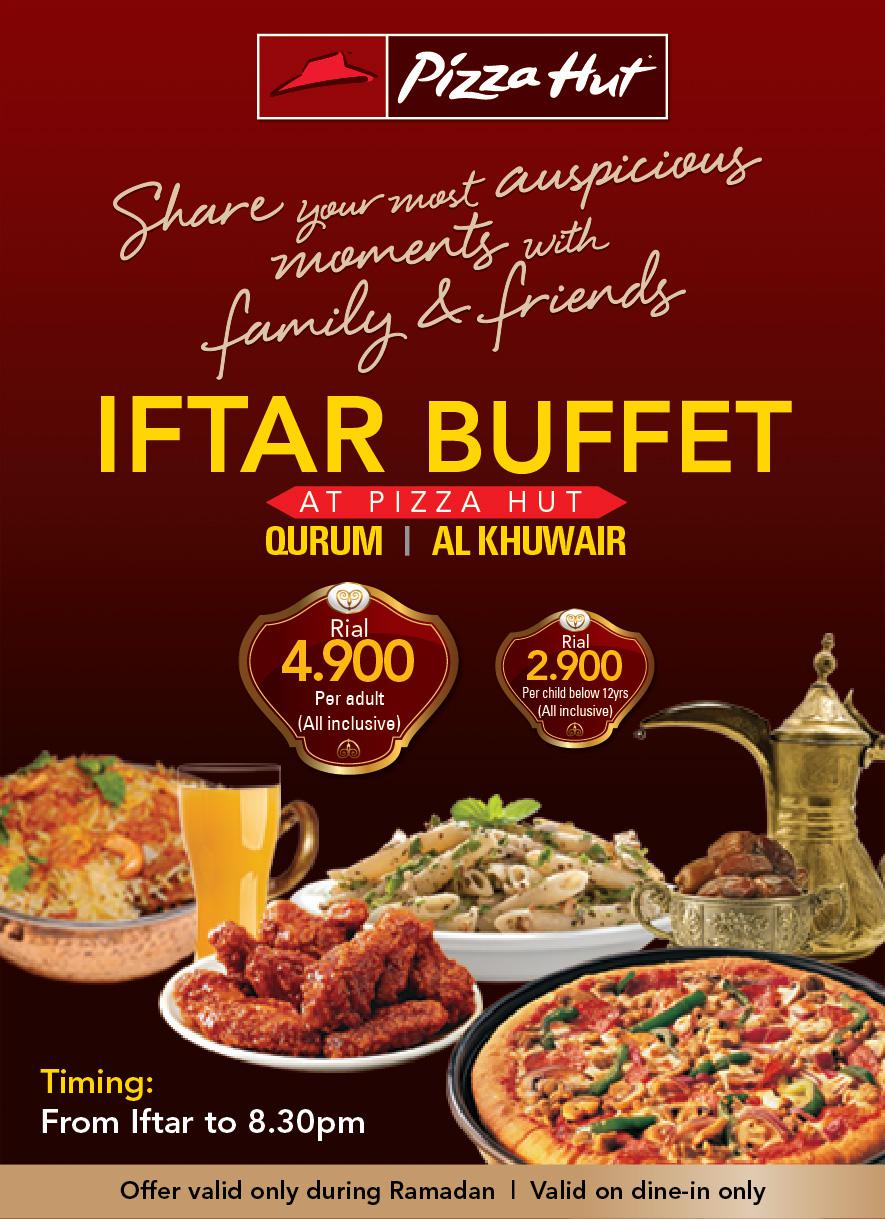 Pizza Hut
Share your most auspicious
moments with
family & friends
IFTAR BUFFET
AT PIZZA HUT
QURUM | AL KHUWAIR
Rial
4.900
Per adult
(All inclusive)
Rial
2.900
Per child below 12yrs
(All inclusive)
Timing:
From Iftar to 8.30pm
Offer valid only during Ramadan | Valid on dine-in only